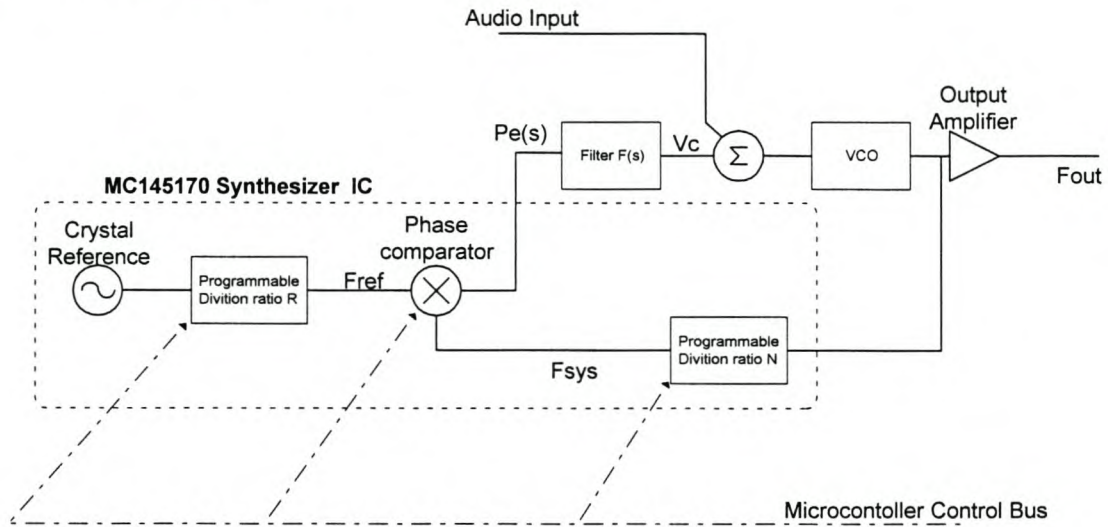 Audio Input
Output
Amplifier
Pe(s)
Filter F(s)
Vc
Σ
VCO
Fout
MC145170 Synthesizer IC
Crystal
Reference
Phase
comparator
Programmable
Divition ratio R
Fref
Programmable
Divition ratio N
Fsys
Microcontoller Control Bus